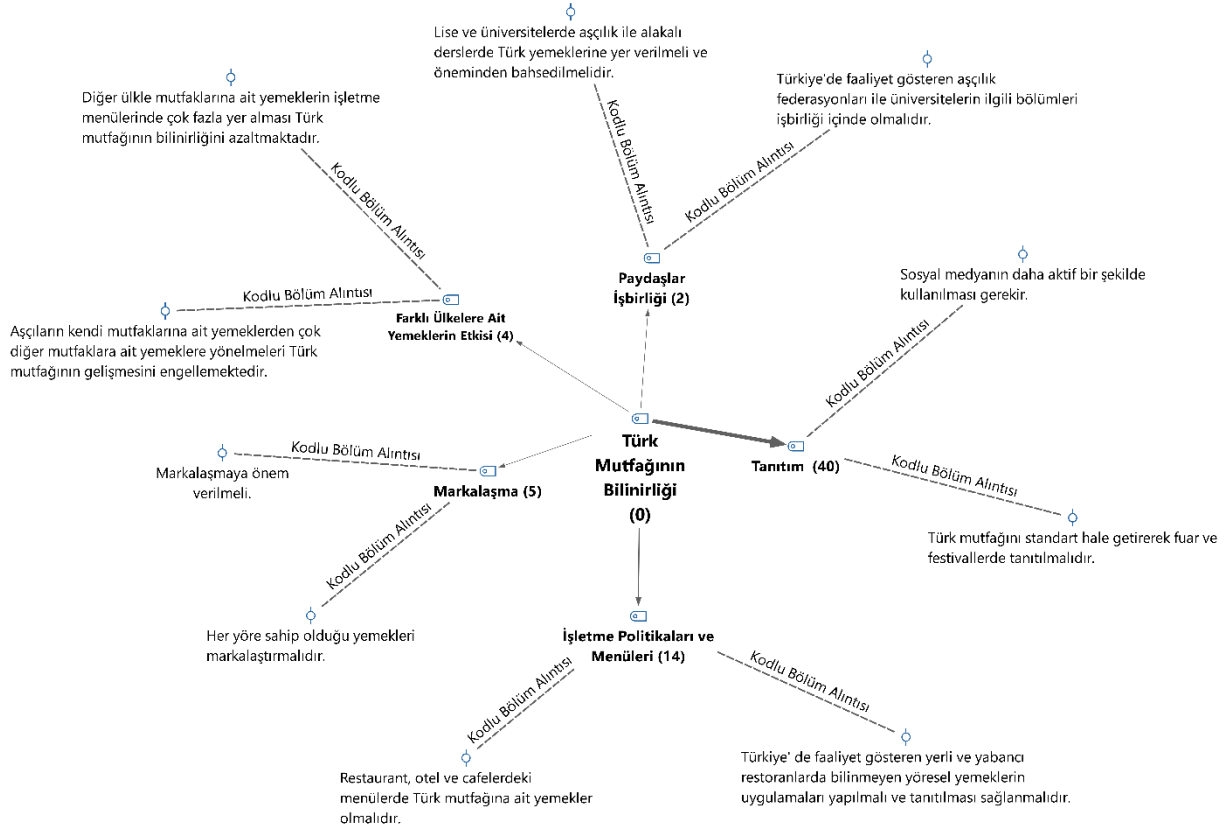 Lise ve üniversitelerde aşçılık ile alakalı
derslerde Türk yemeklerine yer verilmeli ve
öneminden bahsedilmelidir.
Türkiye'de faaliyet gösteren aşçılık
federasyonları ile üniversitelerin ilgili bölümleri
işbirliği içinde olmalıdır.
Diğer ülkle mutfaklarına ait yemeklerin işletme
menülerinde çok fazla yer alması Türk
mutfağının bilinirliğini azaltmaktadır.
Kodlu Bölüm Alıntısı
Kodlu Bölüm Alıntısı
Kodlu Bölüm Alıntısı
Paydaşlar
İşbirliği (2)
Sosyal medyanın daha aktif bir şekilde
kullanılması gerekir.
Kodlu Bölüm Alıntısı
Farklı Ülkelere Ait
Yemeklerin Etkisi (4)
Aşçıların kendi mutfaklarına ait yemeklerden çok
diğer mutfaklara ait yemeklere yönelmeleri Türk
mutfağının gelişmesini engellemektedir.
Kodlu Bölüm Alıntısı
Türk
Mutfağının
Bilinirliği
(0)
Tanıtım (40)
Kodlu Bölüm Alıntısı
Kodlu Bölüm Alıntısı
Markalaşmaya önem
verilmeli.
Markalaşma (5)
Türk mutfağını standart hale getirerek fuar ve
festivallerde tanıtılmalıdır.
Kodlu Bölüm Alıntısı
Her yöre sahip olduğu yemekleri
markalaştırmalıdır.
İşletme Politikaları ve
Menüleri (14)
Kodlu Bölüm Alıntısı
Kodlu Bölüm Alıntısı
Restaurant, otel ve cafelerdeki
menülerde Türk mutfağına ait yemekler
olmalıdır.
Türkiye' de faaliyet gösteren yerli ve yabancı
restoranlarda bilinmeyen yöresel yemeklerin
uygulamaları yapılmalı ve tanıtılması sağlanmalıdır.